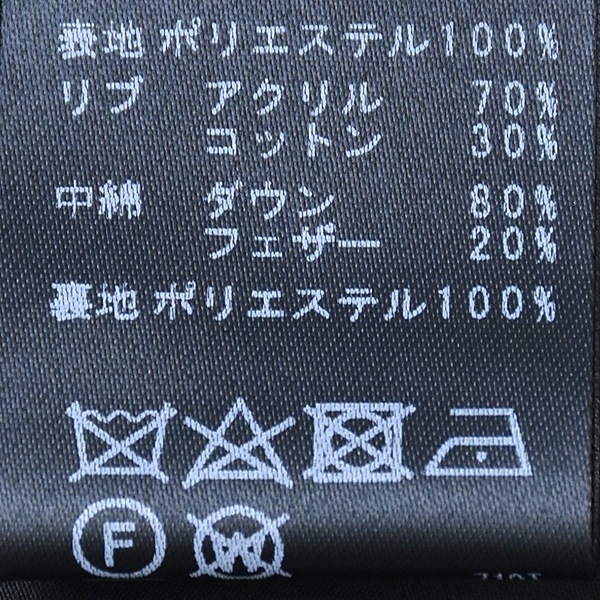 表地 ポリエステル100%
リブ アクリル 70%
コットン 30%
中綿 ダウン 80%
フェザー 20%
裏地 ポリエステル100%
F
W